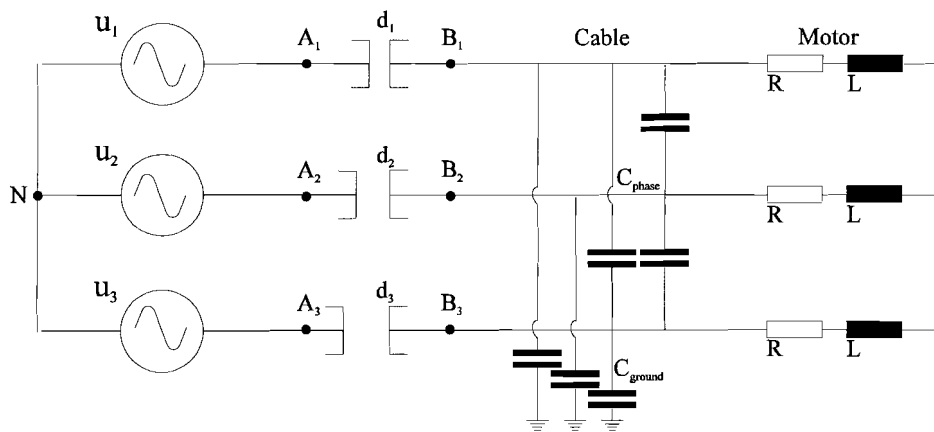 u1 A1 d1 B1 Cable Motor
R L
u2 A2 d2 B2 Cphase
N
R L
u3 A3 d3 B3
R L
Cground